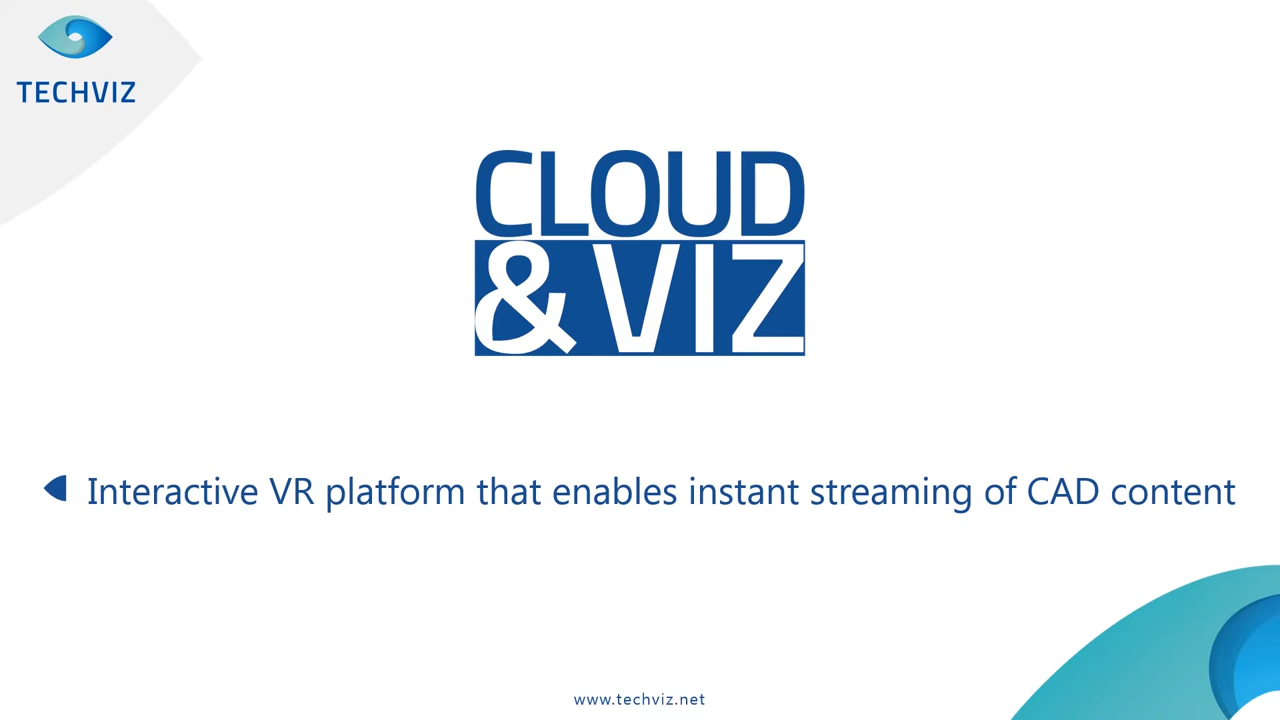 TECHVIZ
CLOUD
& VIZ
Interactive VR platform that enables instant streaming of CAD content
www.techviz.net